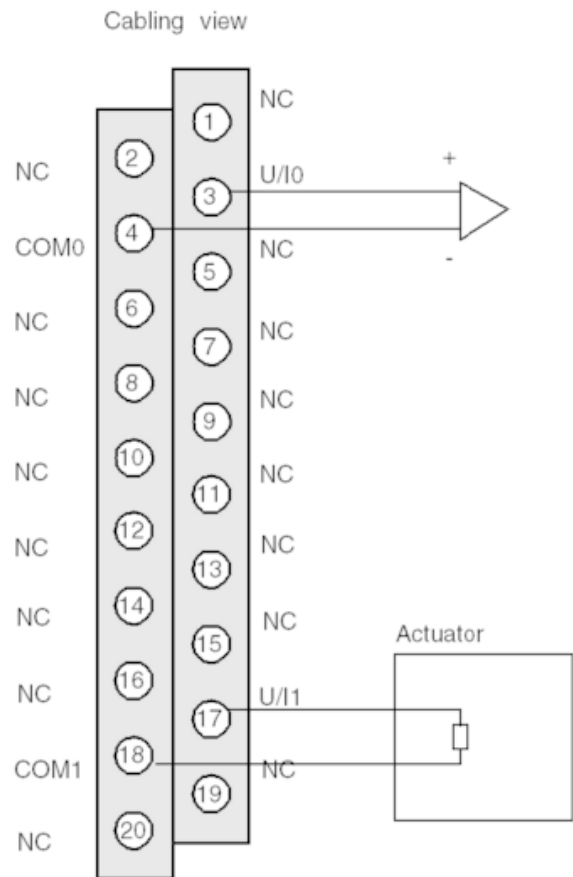 Cabling view
NC
1
2
NC
+
U/I0
3
4
COM0
NC
-
5
6
NC
NC
7
8
NC
NC
9
10
NC
NC
11
12
NC
NC
13
14
NC
NC
15
Actuator
16
NC
U/I1
17
18
COM1
NC
19
20
NC